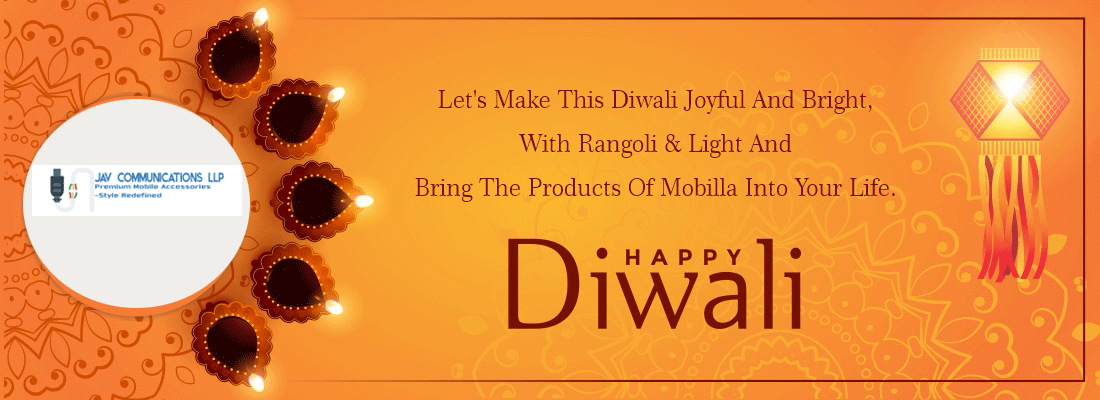 JAV COMMUNICATIONS LLP
Premium Mobile Accessories
-Style Redefined
Let's Make This Diwali Joyful And Bright,
With Rangoli & Light And
Bring The Products Of Mobilla Into Your Life.
HAPPY
Diwali